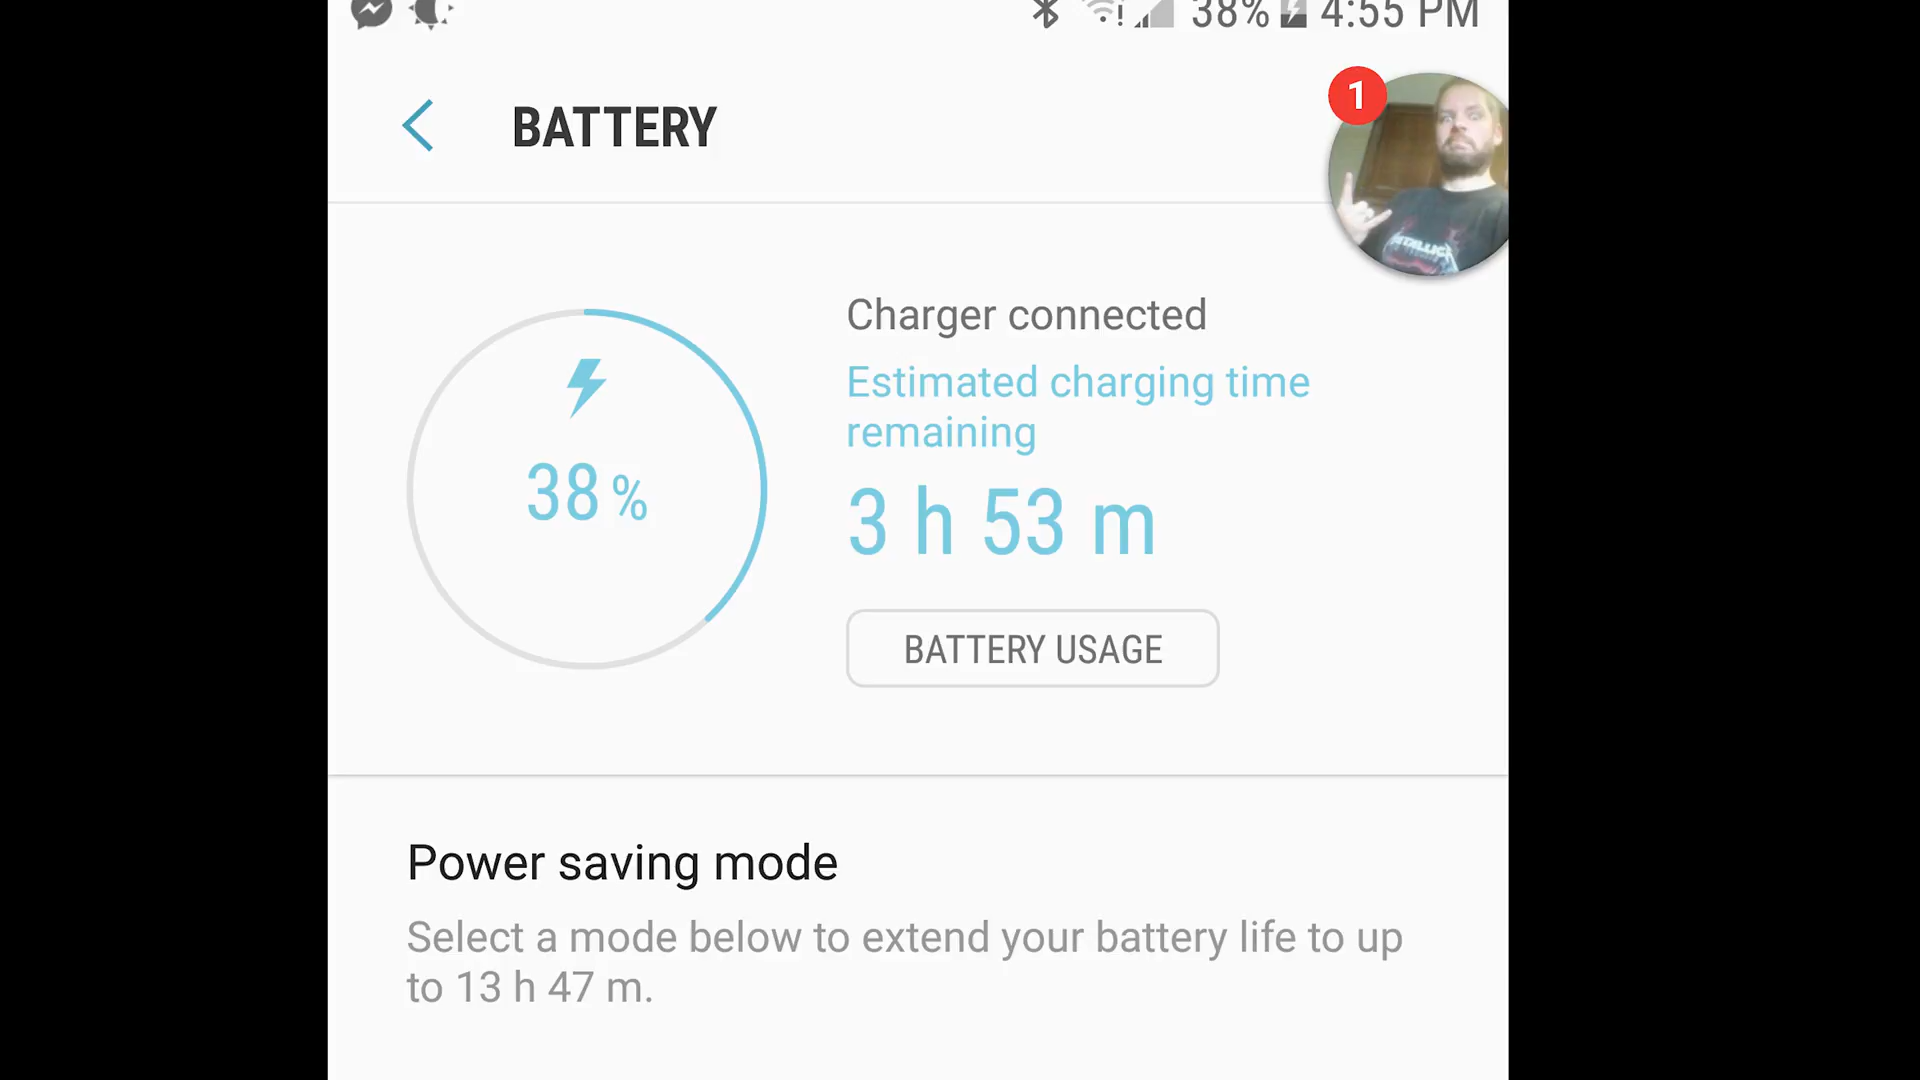 38% 4:55 PM
BATTERY
1
METALLICA
Charger connected
Estimated charging time
remaining
38 %
3 h 53 m
BATTERY USAGE
Power saving mode
Select a mode below to extend your battery life to up
to 13 h 47 m.